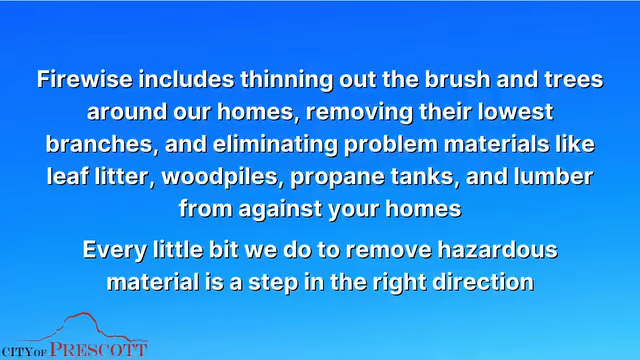 Firewise includes thinning out the brush and trees
around our homes, removing their lowest
branches, and eliminating problem materials like
leaf litter, woodpiles, propane tanks, and lumber
from against your homes
Every little bit we do to remove hazardous
material is a step in the right direction
CITY OF PRESCOTT